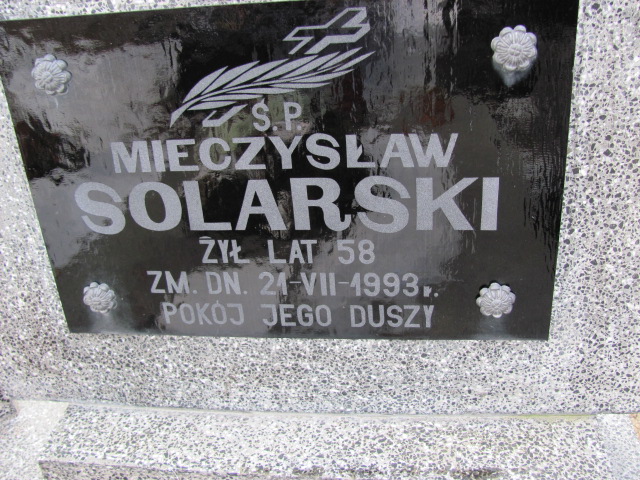 Ś.P.
MIECZYSŁAW
SOLARSKI
ŻYŁ LAT 58
ZM. DN. 21-VII-1993r.
POKÓJ JEGO DUSZY